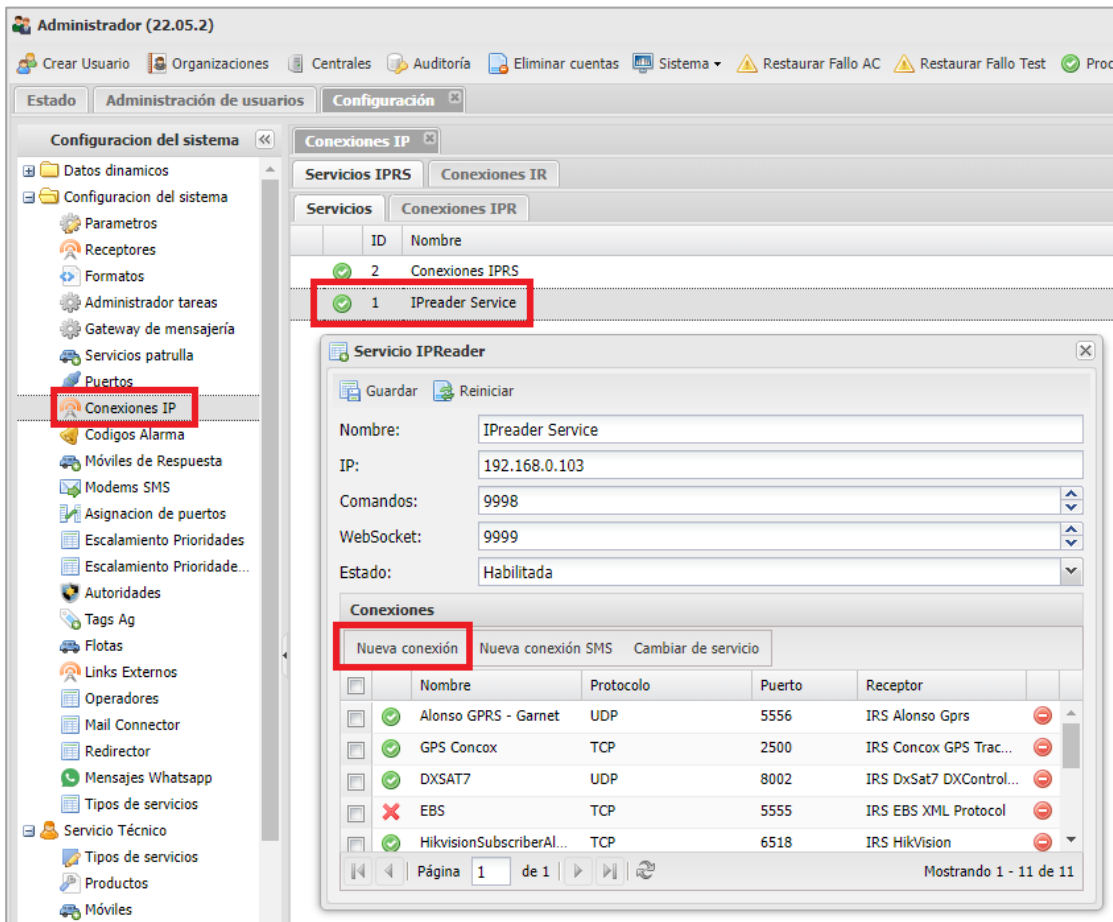 Administrador (22.05.2)
Crear Usuario Organizaciones Centrales Auditoría Eliminar cuentas Sistema Restaurar Fallo AC Restaurar Fallo Test Proc
Estado Administración de usuarios Configuración
Configuracion del sistema
Datos dinamicos
Configuracion del sistema
Parametros
Receptores
Formatos
Administrador tareas
Gateway de mensajería
Servicios patrulla
Puertos
Conexiones IP
Codigos Alarma
Móviles de Respuesta
Modems SMS
Asignacion de puertos
Escalamiento Prioridades
Escalamiento Prioridade...
Autoridades
Tags Ag
Flotas
Links Externos
Operadores
Mail Connector
Redirector
Mensajes Whatsapp
Tipos de servicios
Servicio Técnico
Tipos de servicios
Productos
Móviles
Conexiones IP
Servicios IPRS Conexiones IR
Servicios Conexiones IPR
ID Nombre
2 Conexiones IPRS
1 IPreader Service
Servicio IPReader
Guardar Reiniciar
Nombre: IPreader Service
IP: 192.168.0.103
Comandos: 9998
WebSocket: 9999
Estado: Habilitada
Conexiones
Nueva conexión Nueva conexión SMS Cambiar de servicio
Nombre Protocolo Puerto Receptor
Alonso GPRS - Garnet UDP 5556 IRS Alonso Gprs
GPS Concox TCP 2500 IRS Concox GPS Trac...
DXSAT7 UDP 8002 IRS DxSat7 DXControl...
EBS TCP 5555 IRS EBS XML Protocol
HikvisionSubscriberAl... TCP 6518 IRS HikVision
Página 1 de 1 Mostrando 1 - 11 de 11